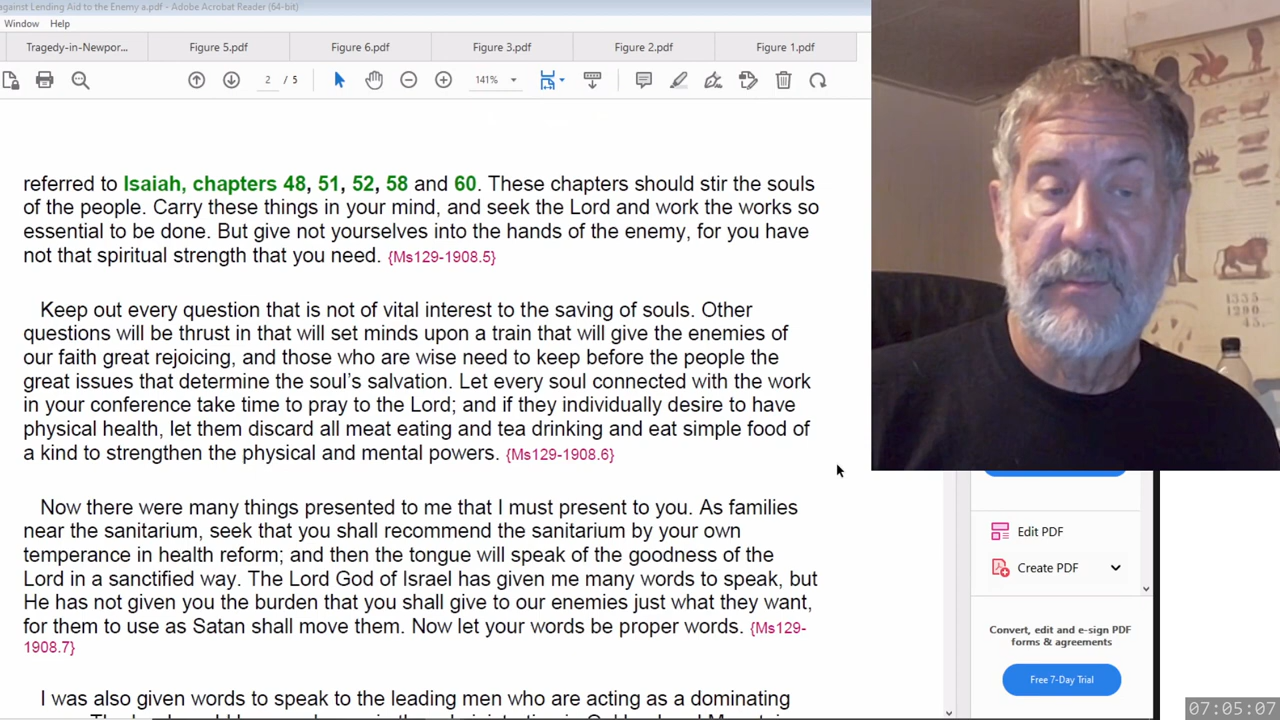 against Lending Aid to the Enemy a.pdf - Adobe Acrobat Reader (64-bit)
Window Help
Tragedy-in-Newpor... Figure 5.pdf Figure 6.pdf Figure 3.pdf Figure 2.pdf Figure 1.pdf
2 / 5 141%
referred to Isaiah, chapters 48, 51, 52, 58 and 60. These chapters should stir the souls
of the people. Carry these things in your mind, and seek the Lord and work the works so
essential to be done. But give not yourselves into the hands of the enemy, for you have
not that spiritual strength that you need. {Ms129-1908.5}
Keep out every question that is not of vital interest to the saving of souls. Other
questions will be thrust in that will set minds upon a train that will give the enemies of
our faith great rejoicing, and those who are wise need to keep before the people the
great issues that determine the soul's salvation. Let every soul connected with the work
in your conference take time to pray to the Lord; and if they individually desire to have
physical health, let them discard all meat eating and tea drinking and eat simple food of
a kind to strengthen the physical and mental powers. {Ms129-1908.6}
Now there were many things presented to me that I must present to you. As families
near the sanitarium, seek that you shall recommend the sanitarium by your own
temperance in health reform; and then the tongue will speak of the goodness of the
Lord in a sanctified way. The Lord God of Israel has given me many words to speak, but
He has not given you the burden that you shall give to our enemies just what they want,
for them to use as Satan shall move them. Now let your words be proper words. {Ms129-
1908.7}
I was also given words to speak to the leading men who are acting as a dominating
1335
1290
45
Edit PDF
Create PDF
Convert, edit and e-sign PDF
forms & agreements
Free 7-Day Trial
07:05:07